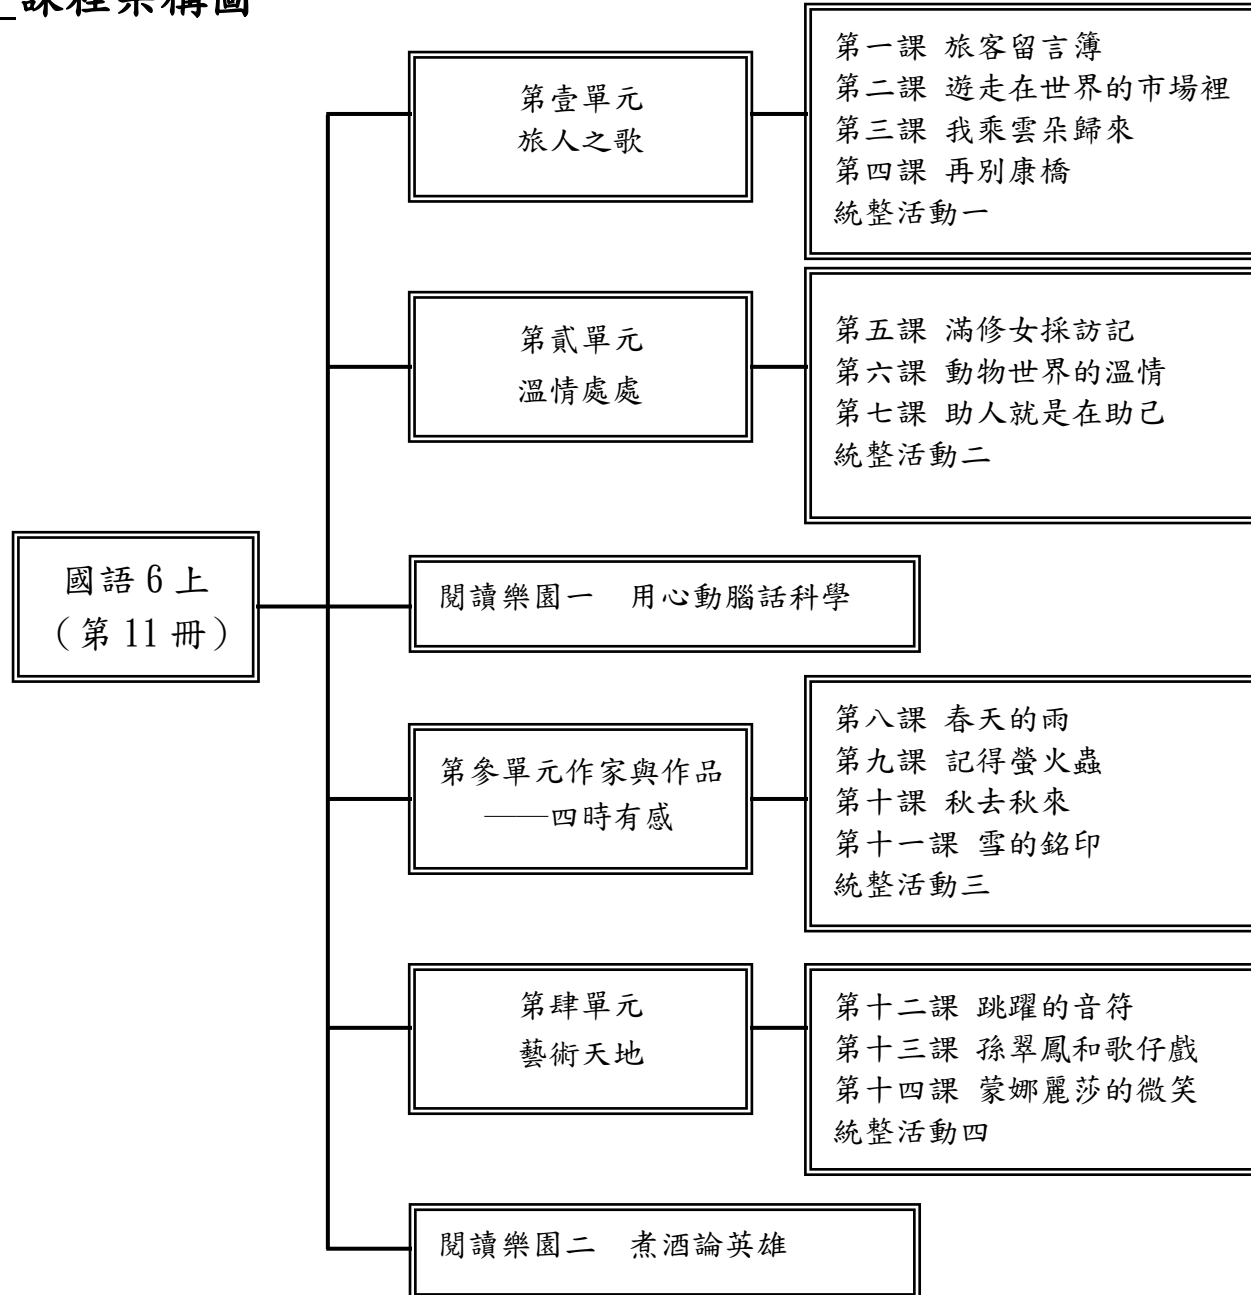 課程架構圖
第壹單元
旅人之歌
第一課 旅客留言簿
第二課 遊走在世界的市場裡
第三課 我乘雲朵歸來
第四課 再別康橋
統整活動一
第貳單元
溫情處處
第五課 滿修女採訪記
第六課 動物世界的溫情
第七課 助人就是在助己
統整活動二
國語 6 上
（第 11 冊）
閱讀樂園一　用心動腦話科學
第參單元作家與作品
——四時有感
第八課 春天的雨
第九課 記得螢火蟲
第十課 秋去秋來
第十一課 雪的銘印
統整活動三
第肆單元
藝術天地
第十二課 跳躍的音符
第十三課 孫翠鳳和歌仔戲
第十四課 蒙娜麗莎的微笑
統整活動四
閱讀樂園二　煮酒論英雄